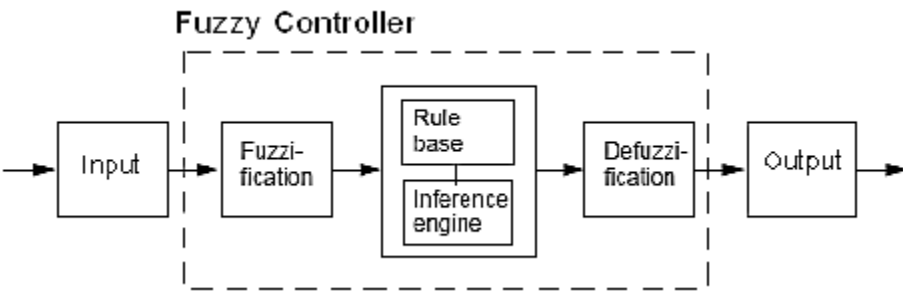 Fuzzy Controller
Input
Fuzzi-
fication
Rule
base
Inference
engine
Defuzzi-
fication
Output